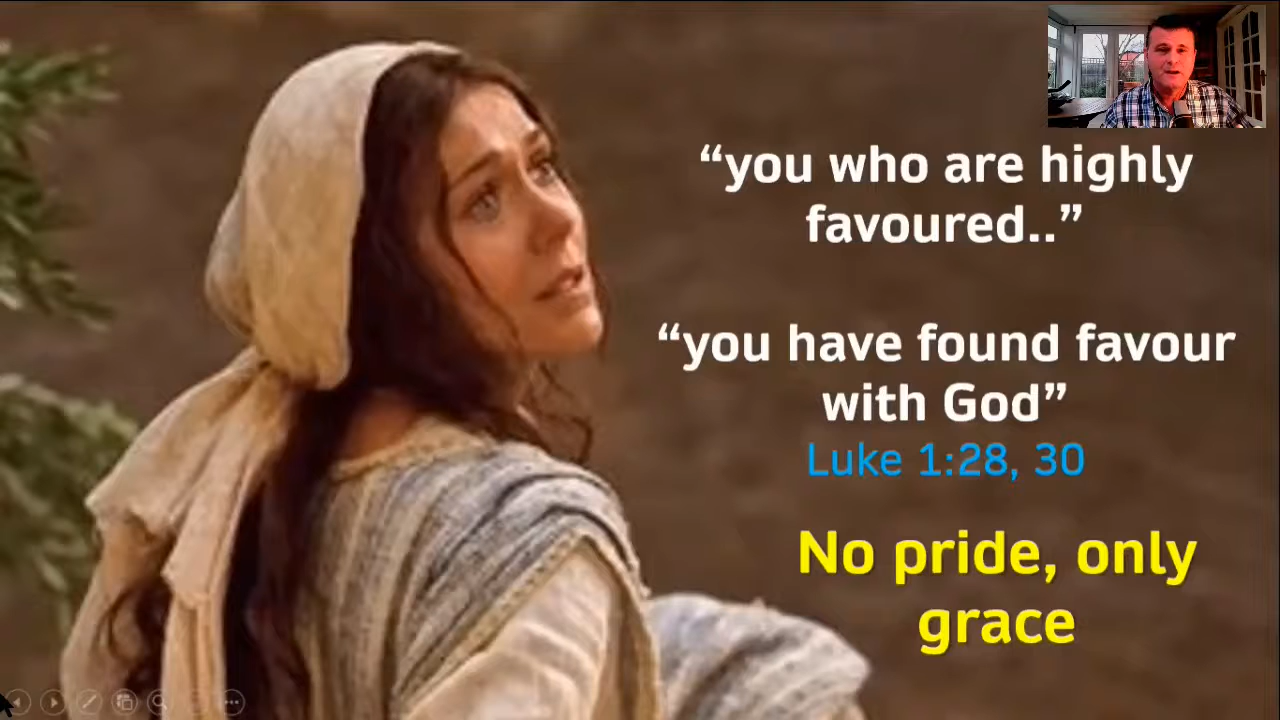 “you who are highly
favoured..”
“you have found favour
with God”
Luke 1:28, 30
No pride, only
grace